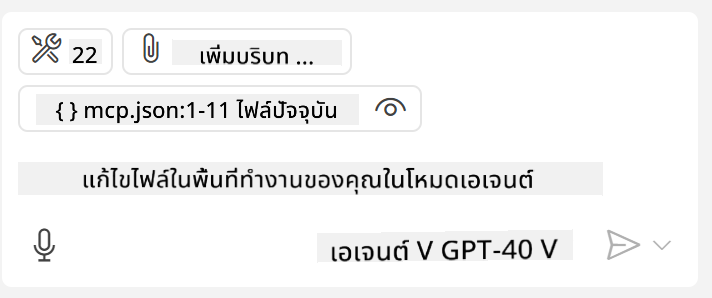 22 เพิ่มบริบท ...
{ } mcp.json:1-11 ไฟล์ปัจจุบัน
แก้ไขไฟล์ในพื้นที่ทำงานของคุณในโหมดเอเจนต์
เอเจนต์ V GPT-40 V